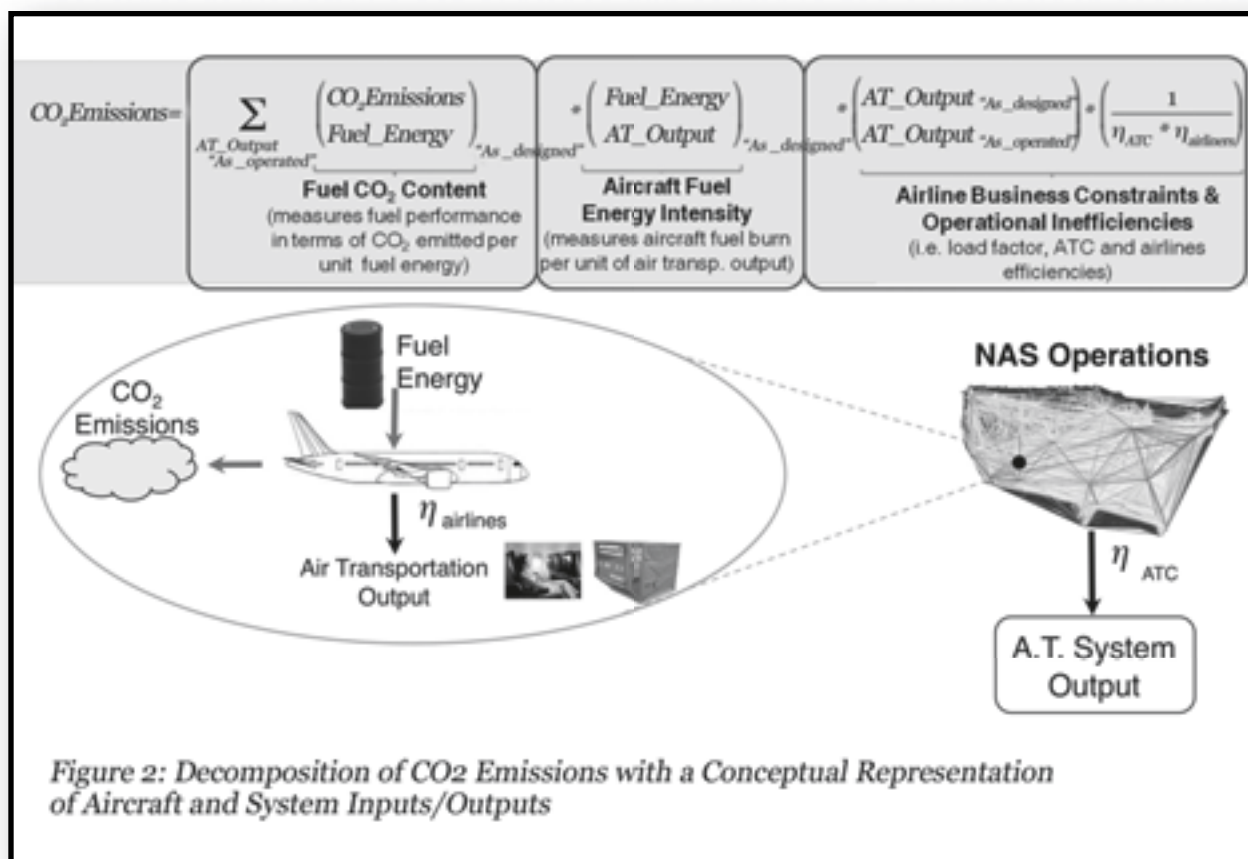 CO₂Emissions= ∑ AT_Output "As_operated" (CO₂Emissions / Fuel_Energy) "As_designed" * (Fuel_Energy / AT_Output) "As_designed" * (AT_Output "As_designed" / AT_Output "As_operated") * (1 / η ATC * η airlines)
Fuel CO₂ Content
(measures fuel performance
in terms of CO₂ emitted per
unit fuel energy)
Aircraft Fuel
Energy Intensity
(measures aircraft fuel burn
per unit of air transp. output)
Airline Business Constraints &
Operational Inefficiencies
(i.e. load factor, ATC and airlines
efficiencies)
Fuel
Energy
CO₂
Emissions
η airlines
Air Transportation
Output
NAS Operations
η ATC
A.T. System
Output
Figure 2: Decomposition of CO2 Emissions with a Conceptual Representation
of Aircraft and System Inputs/Outputs